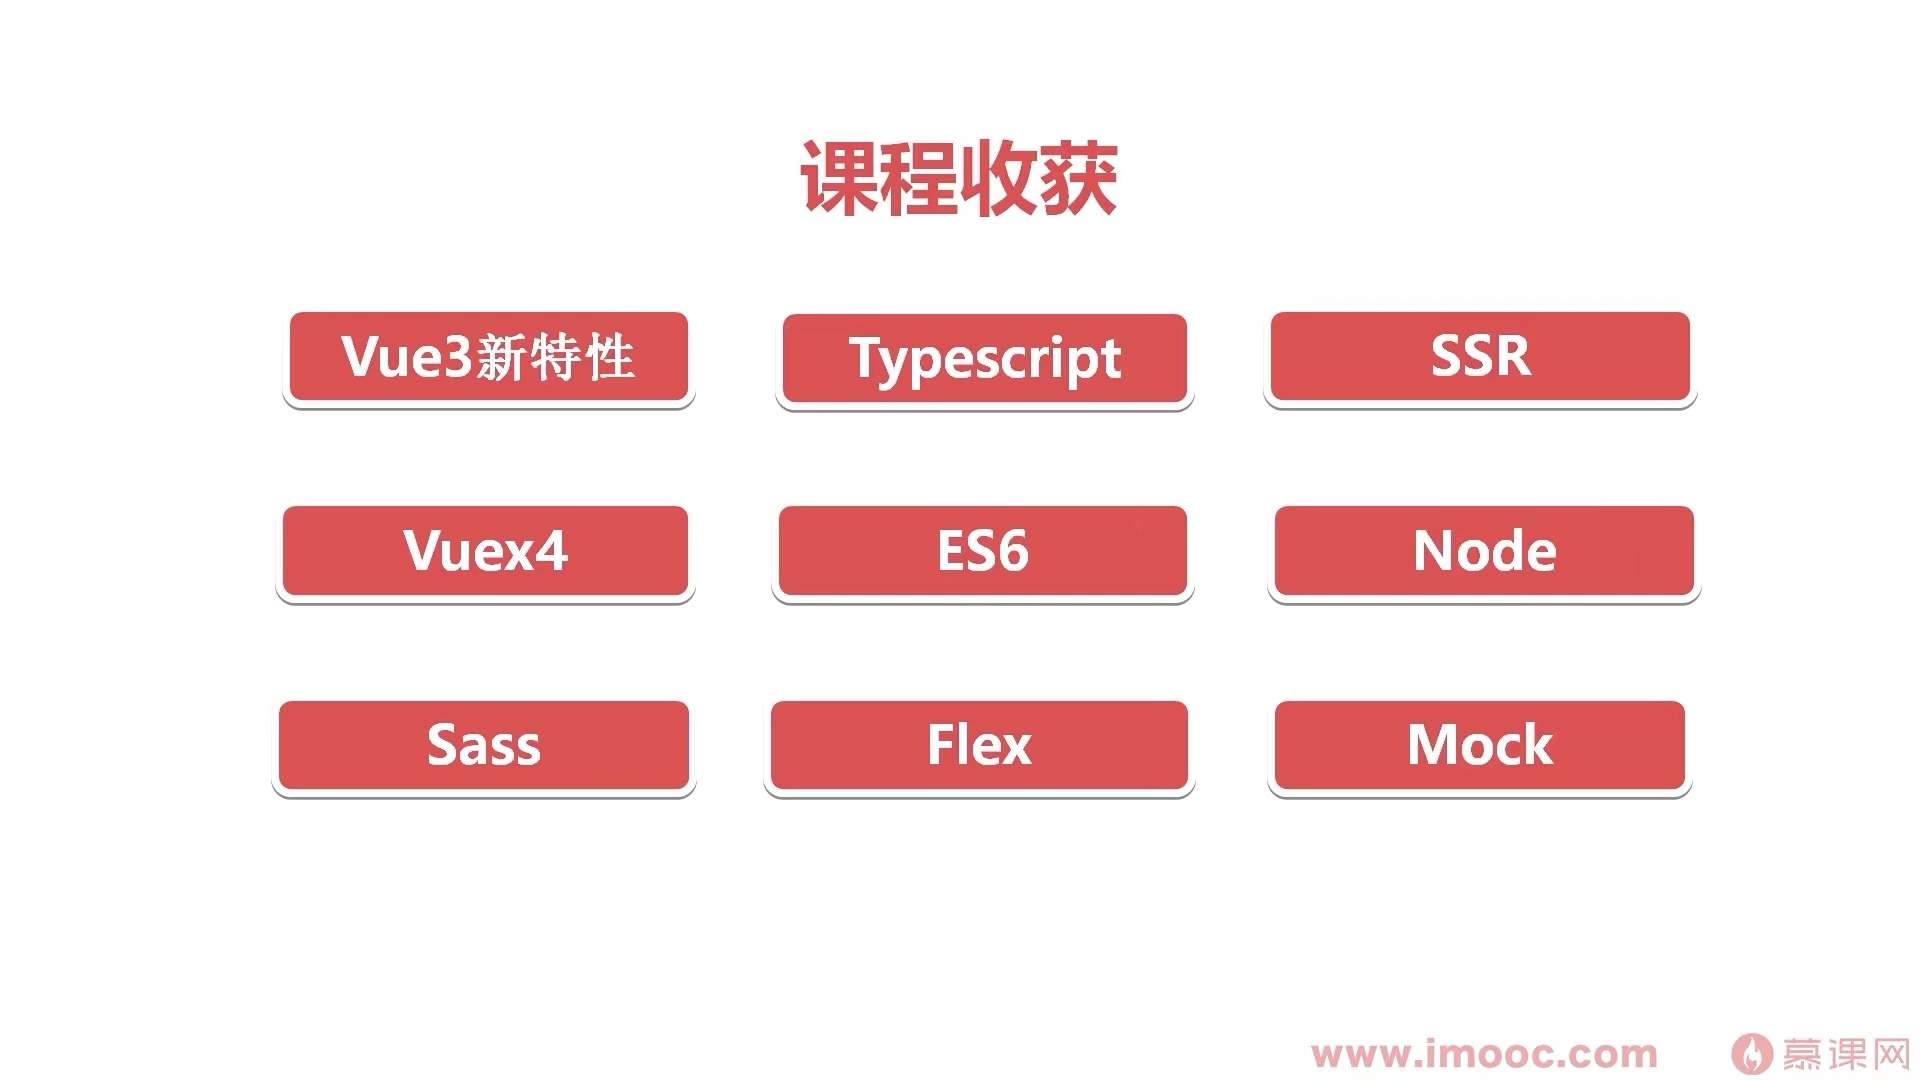 课程收获
Vue3新特性
Typescript
SSR
Vuex4
ES6
Node
Sass
Flex
Mock
www.imooc.com
慕课网